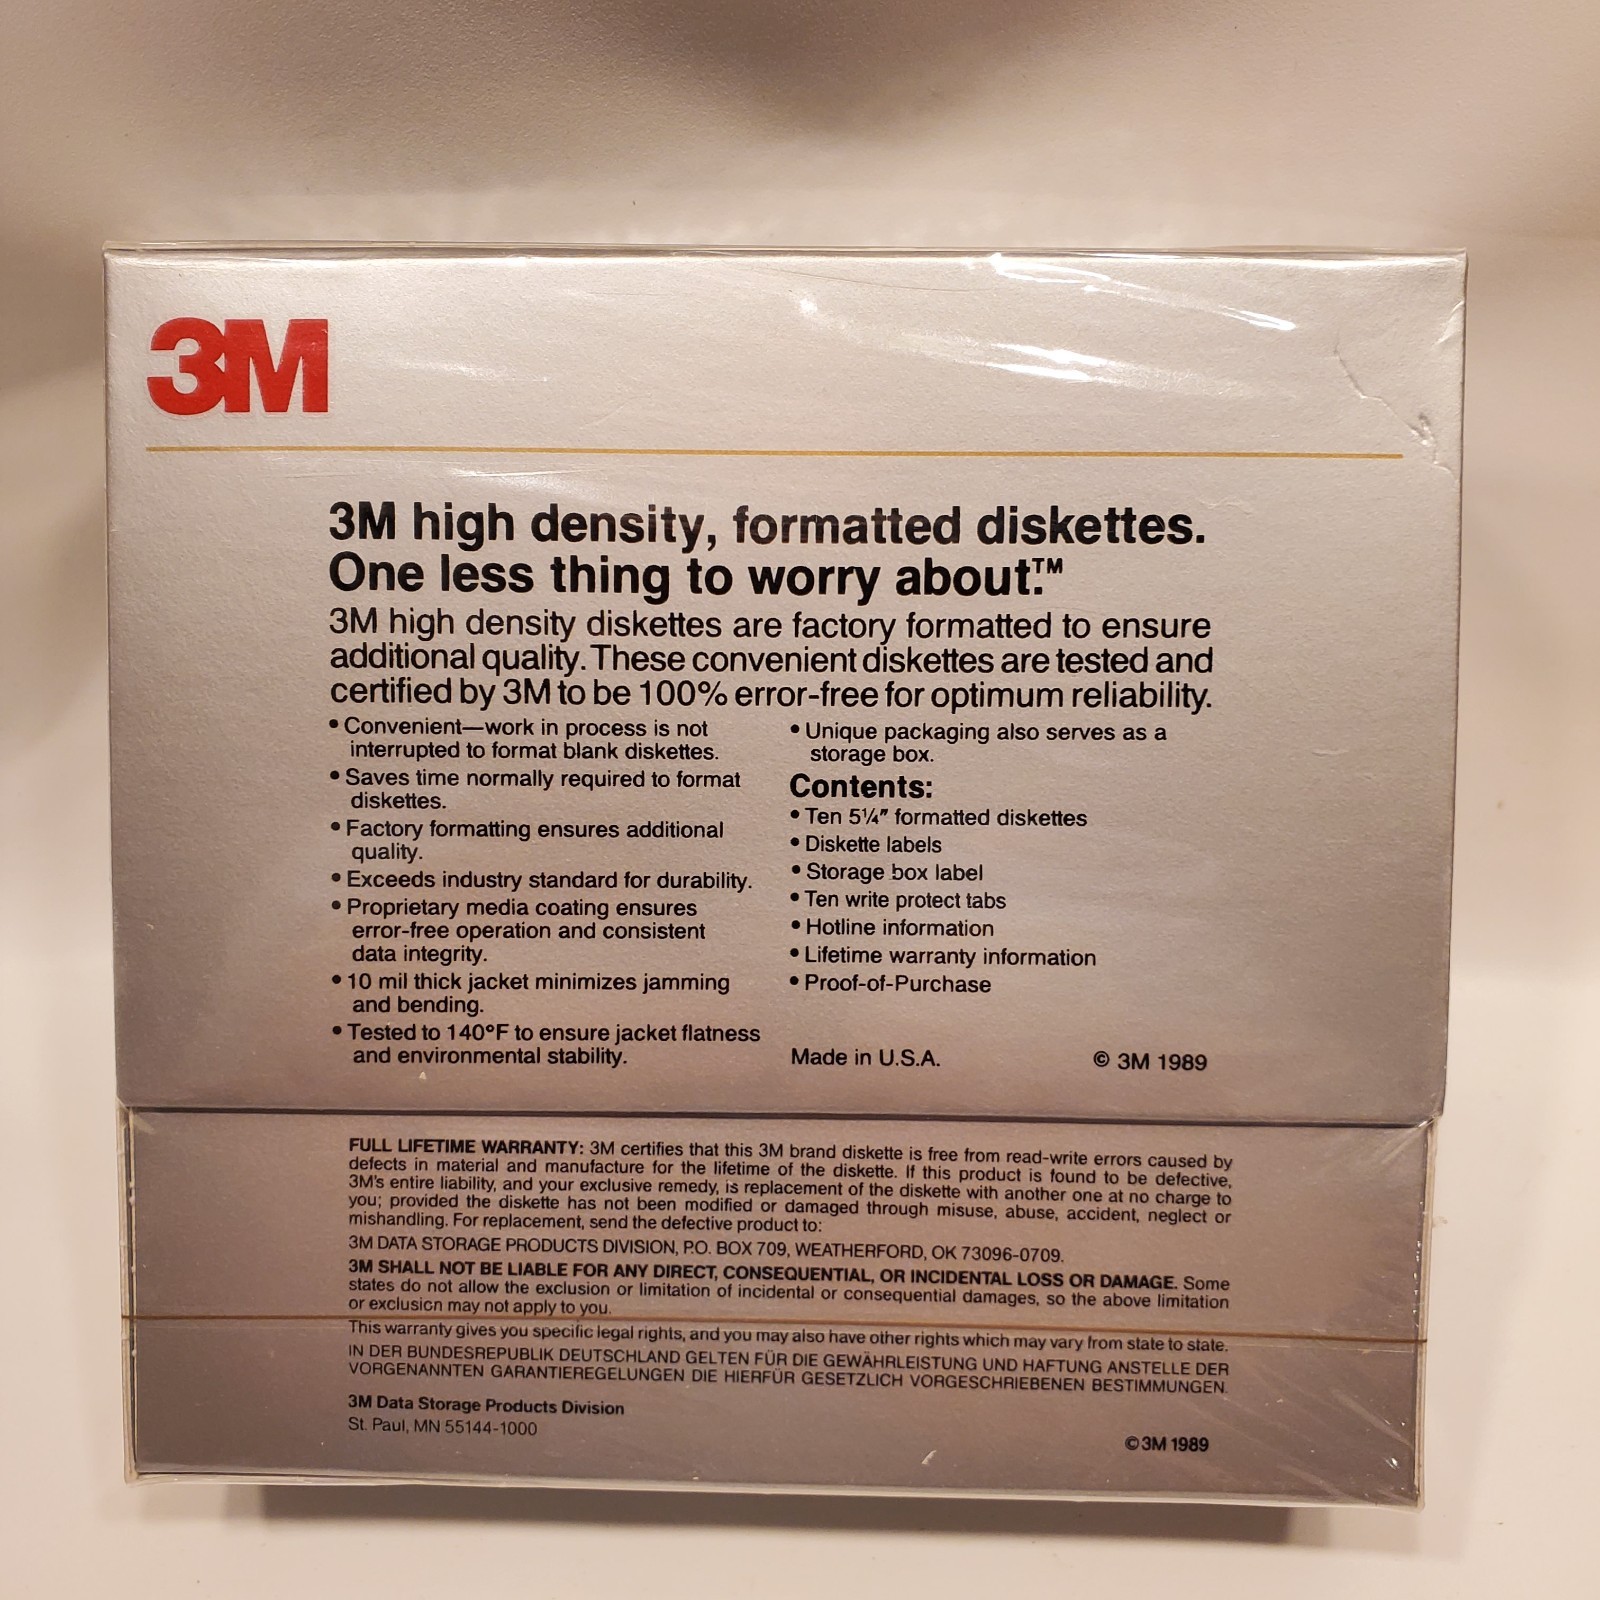 3M
3M high density, formatted diskettes.
One less thing to worry about.™
3M high density diskettes are factory formatted to ensure
additional quality. These convenient diskettes are tested and
certified by 3M to be 100% error-free for optimum reliability.
• Convenient—work in process is not
interrupted to format blank diskettes.
• Saves time normally required to format
diskettes.
• Factory formatting ensures additional
quality.
• Exceeds industry standard for durability.
• Proprietary media coating ensures
error-free operation and consistent
data integrity.
• 10 mil thick jacket minimizes jamming
and bending.
• Tested to 140°F to ensure jacket flatness
and environmental stability.
• Unique packaging also serves as a
storage box.
Contents:
• Ten 5¼″ formatted diskettes
• Diskette labels
• Storage box label
• Ten write protect tabs
• Hotline information
• Lifetime warranty information
• Proof-of-Purchase
Made in U.S.A.
© 3M 1989
FULL LIFETIME WARRANTY: 3M certifies that this 3M brand diskette is free from read-write errors caused by
defects in material and manufacture for the lifetime of the diskette. If this product is found to be defective,
3M's entire liability, and your exclusive remedy, is replacement of the diskette with another one at no charge to
you; provided the diskette has not been modified or damaged through misuse, abuse, accident, neglect or
mishandling. For replacement, send the defective product to:
3M DATA STORAGE PRODUCTS DIVISION, P.O. BOX 709, WEATHERFORD, OK 73096-0709.
3M SHALL NOT BE LIABLE FOR ANY DIRECT, CONSEQUENTIAL, OR INCIDENTAL LOSS OR DAMAGE. Some
states do not allow the exclusion or limitation of incidental or consequential damages, so the above limitation
or exclusion may not apply to you.
This warranty gives you specific legal rights, and you may also have other rights which may vary from state to state.
IN DER BUNDESREPUBLIK DEUTSCHLAND GELTEN FÜR DIE GEWÄHRLEISTUNG UND HAFTUNG ANSTELLE DER
VORGENANNTEN GARANTIEREGELUNGEN DIE HIERFÜR GESETZLICH VORGESCHRIEBENEN BESTIMMUNGEN.
3M Data Storage Products Division
St. Paul, MN 55144-1000
© 3M 1989